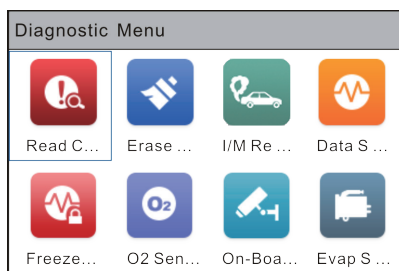 Diagnostic Menu
Read C... Erase ... I/M Re ... Data S ...
O2
Freeze... O2 Sen... On-Boa... Evap S ...